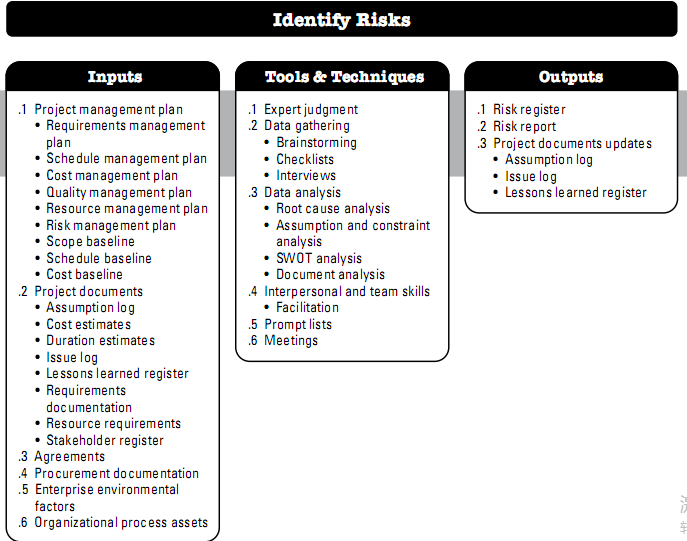 Identify Risks
Inputs
.1 Project management plan
• Requirements management
plan
• Schedule management plan
• Cost management plan
• Quality management plan
• Resource management plan
• Risk management plan
• Scope baseline
• Schedule baseline
• Cost baseline
.2 Project documents
• Assumption log
• Cost estimates
• Duration estimates
• Issue log
• Lessons learned register
• Requirements
documentation
• Resource requirements
• Stakeholder register
.3 Agreements
.4 Procurement documentation
.5 Enterprise environmental
factors
.6 Organizational process assets
Tools & Techniques
.1 Expert judgment
.2 Data gathering
• Brainstorming
• Checklists
• Interviews
.3 Data analysis
• Root cause analysis
• Assumption and constraint
analysis
• SWOT analysis
• Document analysis
.4 Interpersonal and team skills
• Facilitation
.5 Prompt lists
.6 Meetings
Outputs
.1 Risk register
.2 Risk report
.3 Project documents updates
• Assumption log
• Issue log
• Lessons learned register